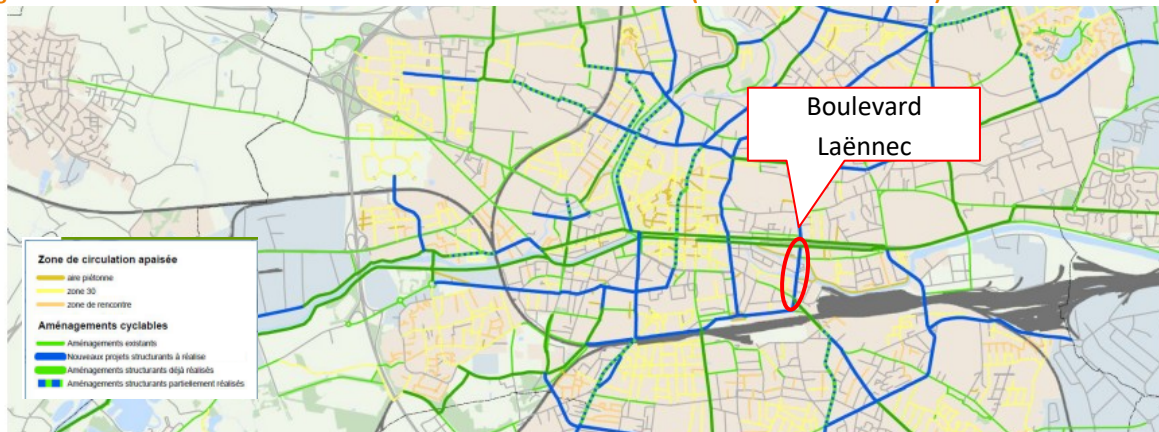 Boulevard
Laënnec
Zone de circulation apaisée
aire piétonne
zone 30
zone de rencontre
Aménagements cyclables
Aménagements existants
Nouveaux projets structurants à réalise
Aménagements structurants déjà réalisés
Aménagements structurants partiellement réalisés